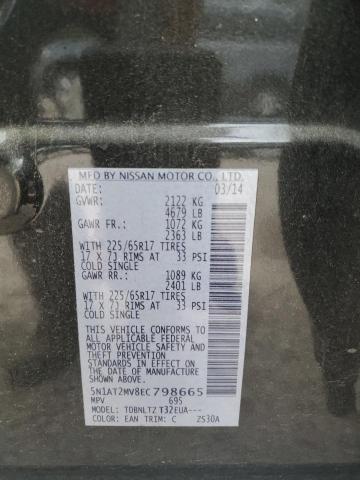 MFD BY NISSAN MOTOR CO., LTD.
DATE: 03/14
GVWR: 2122 KG
4679 LB
GAWR FR.: 1072 KG
2363 LB
WITH 225/65R17 TIRES
17 X 7J RIMS AT 33 PSI
COLD SINGLE
GAWR RR.: 1089 KG
2401 LB
WITH 225/65R17 TIRES
17 X 7J RIMS AT 33 PSI
COLD SINGLE
THIS VEHICLE CONFORMS TO
ALL APPLICABLE FEDERAL
MOTOR VEHICLE SAFETY
STANDARDS IN EFFECT ON
THE DATE OF MANUFACTURE
SHOWN ABOVE.
5N1AT2MV8EC798665
MPV 695
MODEL: TDBNLTZ T32EUA---
COLOR: EAN TRIM: C ZS30A